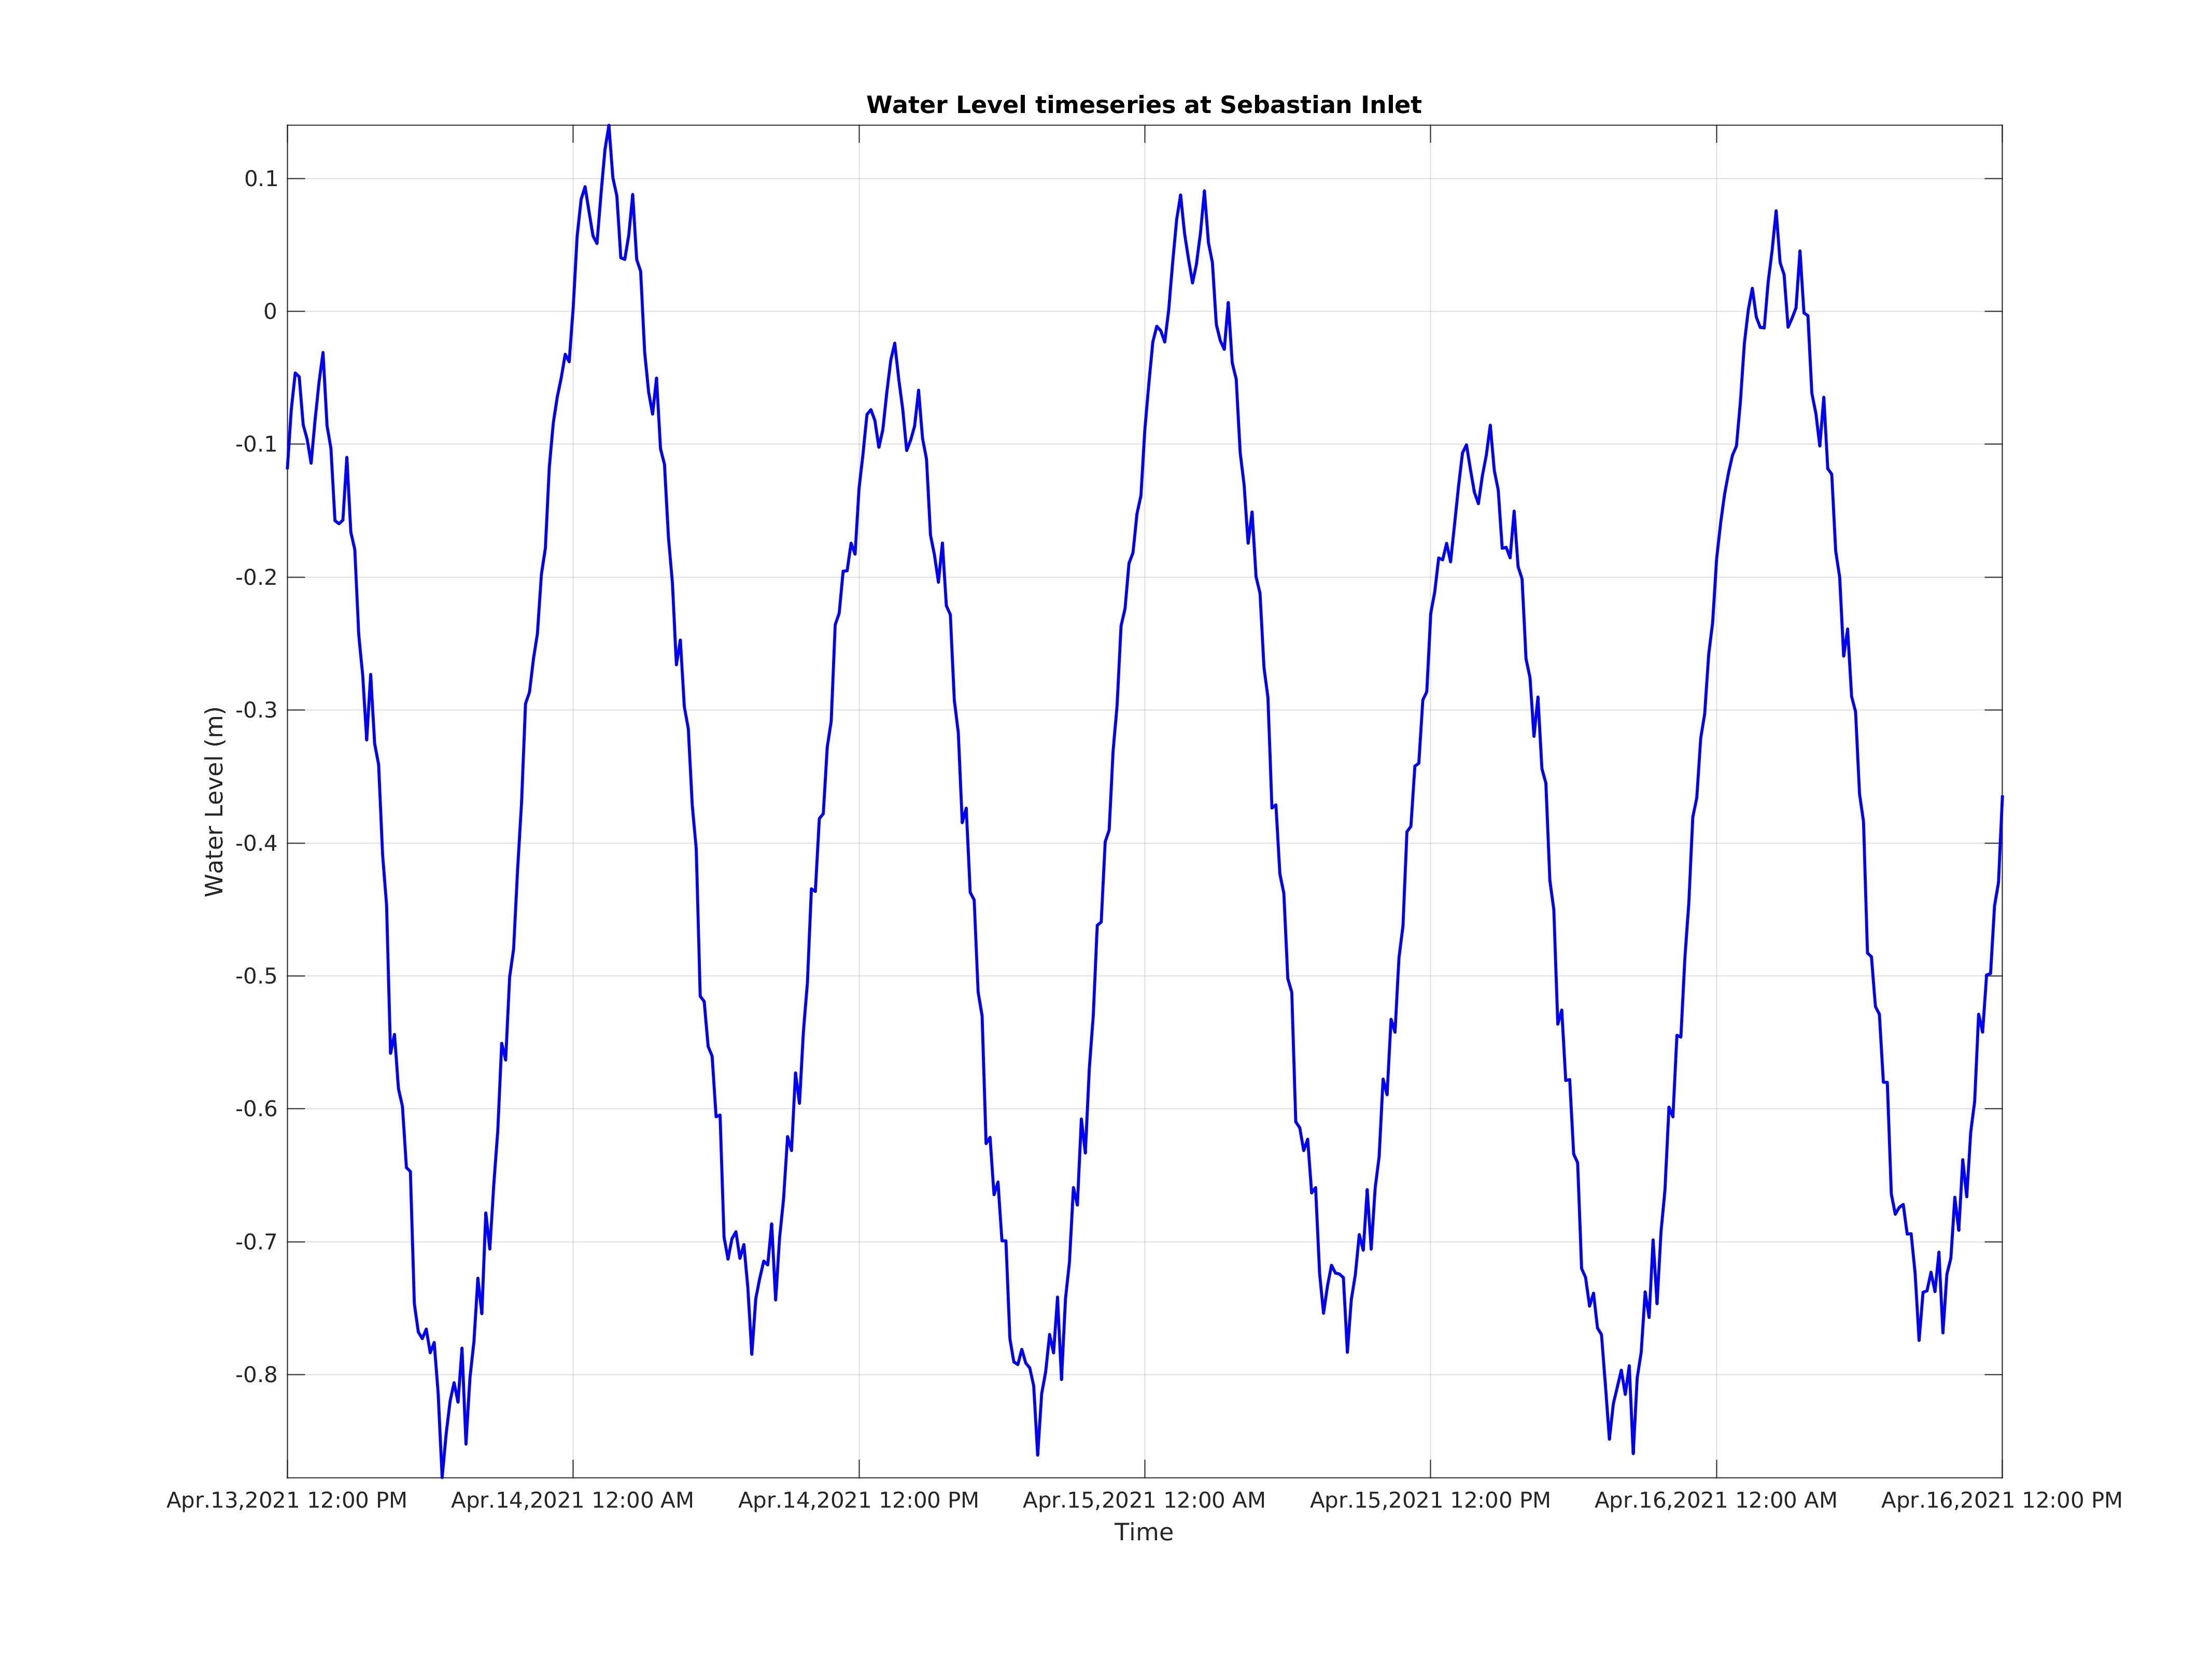 Water Level timeseries at Sebastian Inlet
0.1
0
-0.1
-0.2
-0.3
-0.4
-0.5
-0.6
-0.7
-0.8
Water Level (m)
Apr.13,2021 12:00 PM
Apr.14,2021 12:00 AM
Apr.14,2021 12:00 PM
Apr.15,2021 12:00 AM
Apr.15,2021 12:00 PM
Apr.16,2021 12:00 AM
Apr.16,2021 12:00 PM
Time